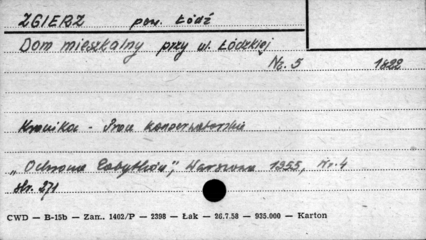 ZGIERZ pow. Łódź
Dom mieszkalny przy ul. Łódzkiej
Nr. 5 1822
Kronika - Prace konserwatorskie
„Ochrona Zabytków”, Warszawa 1955, Nr. 4
str. 271
CWD — B-15b — Zam. 1402/P — 2398 — Łak — 26.7.58 — 935.000 — Karton